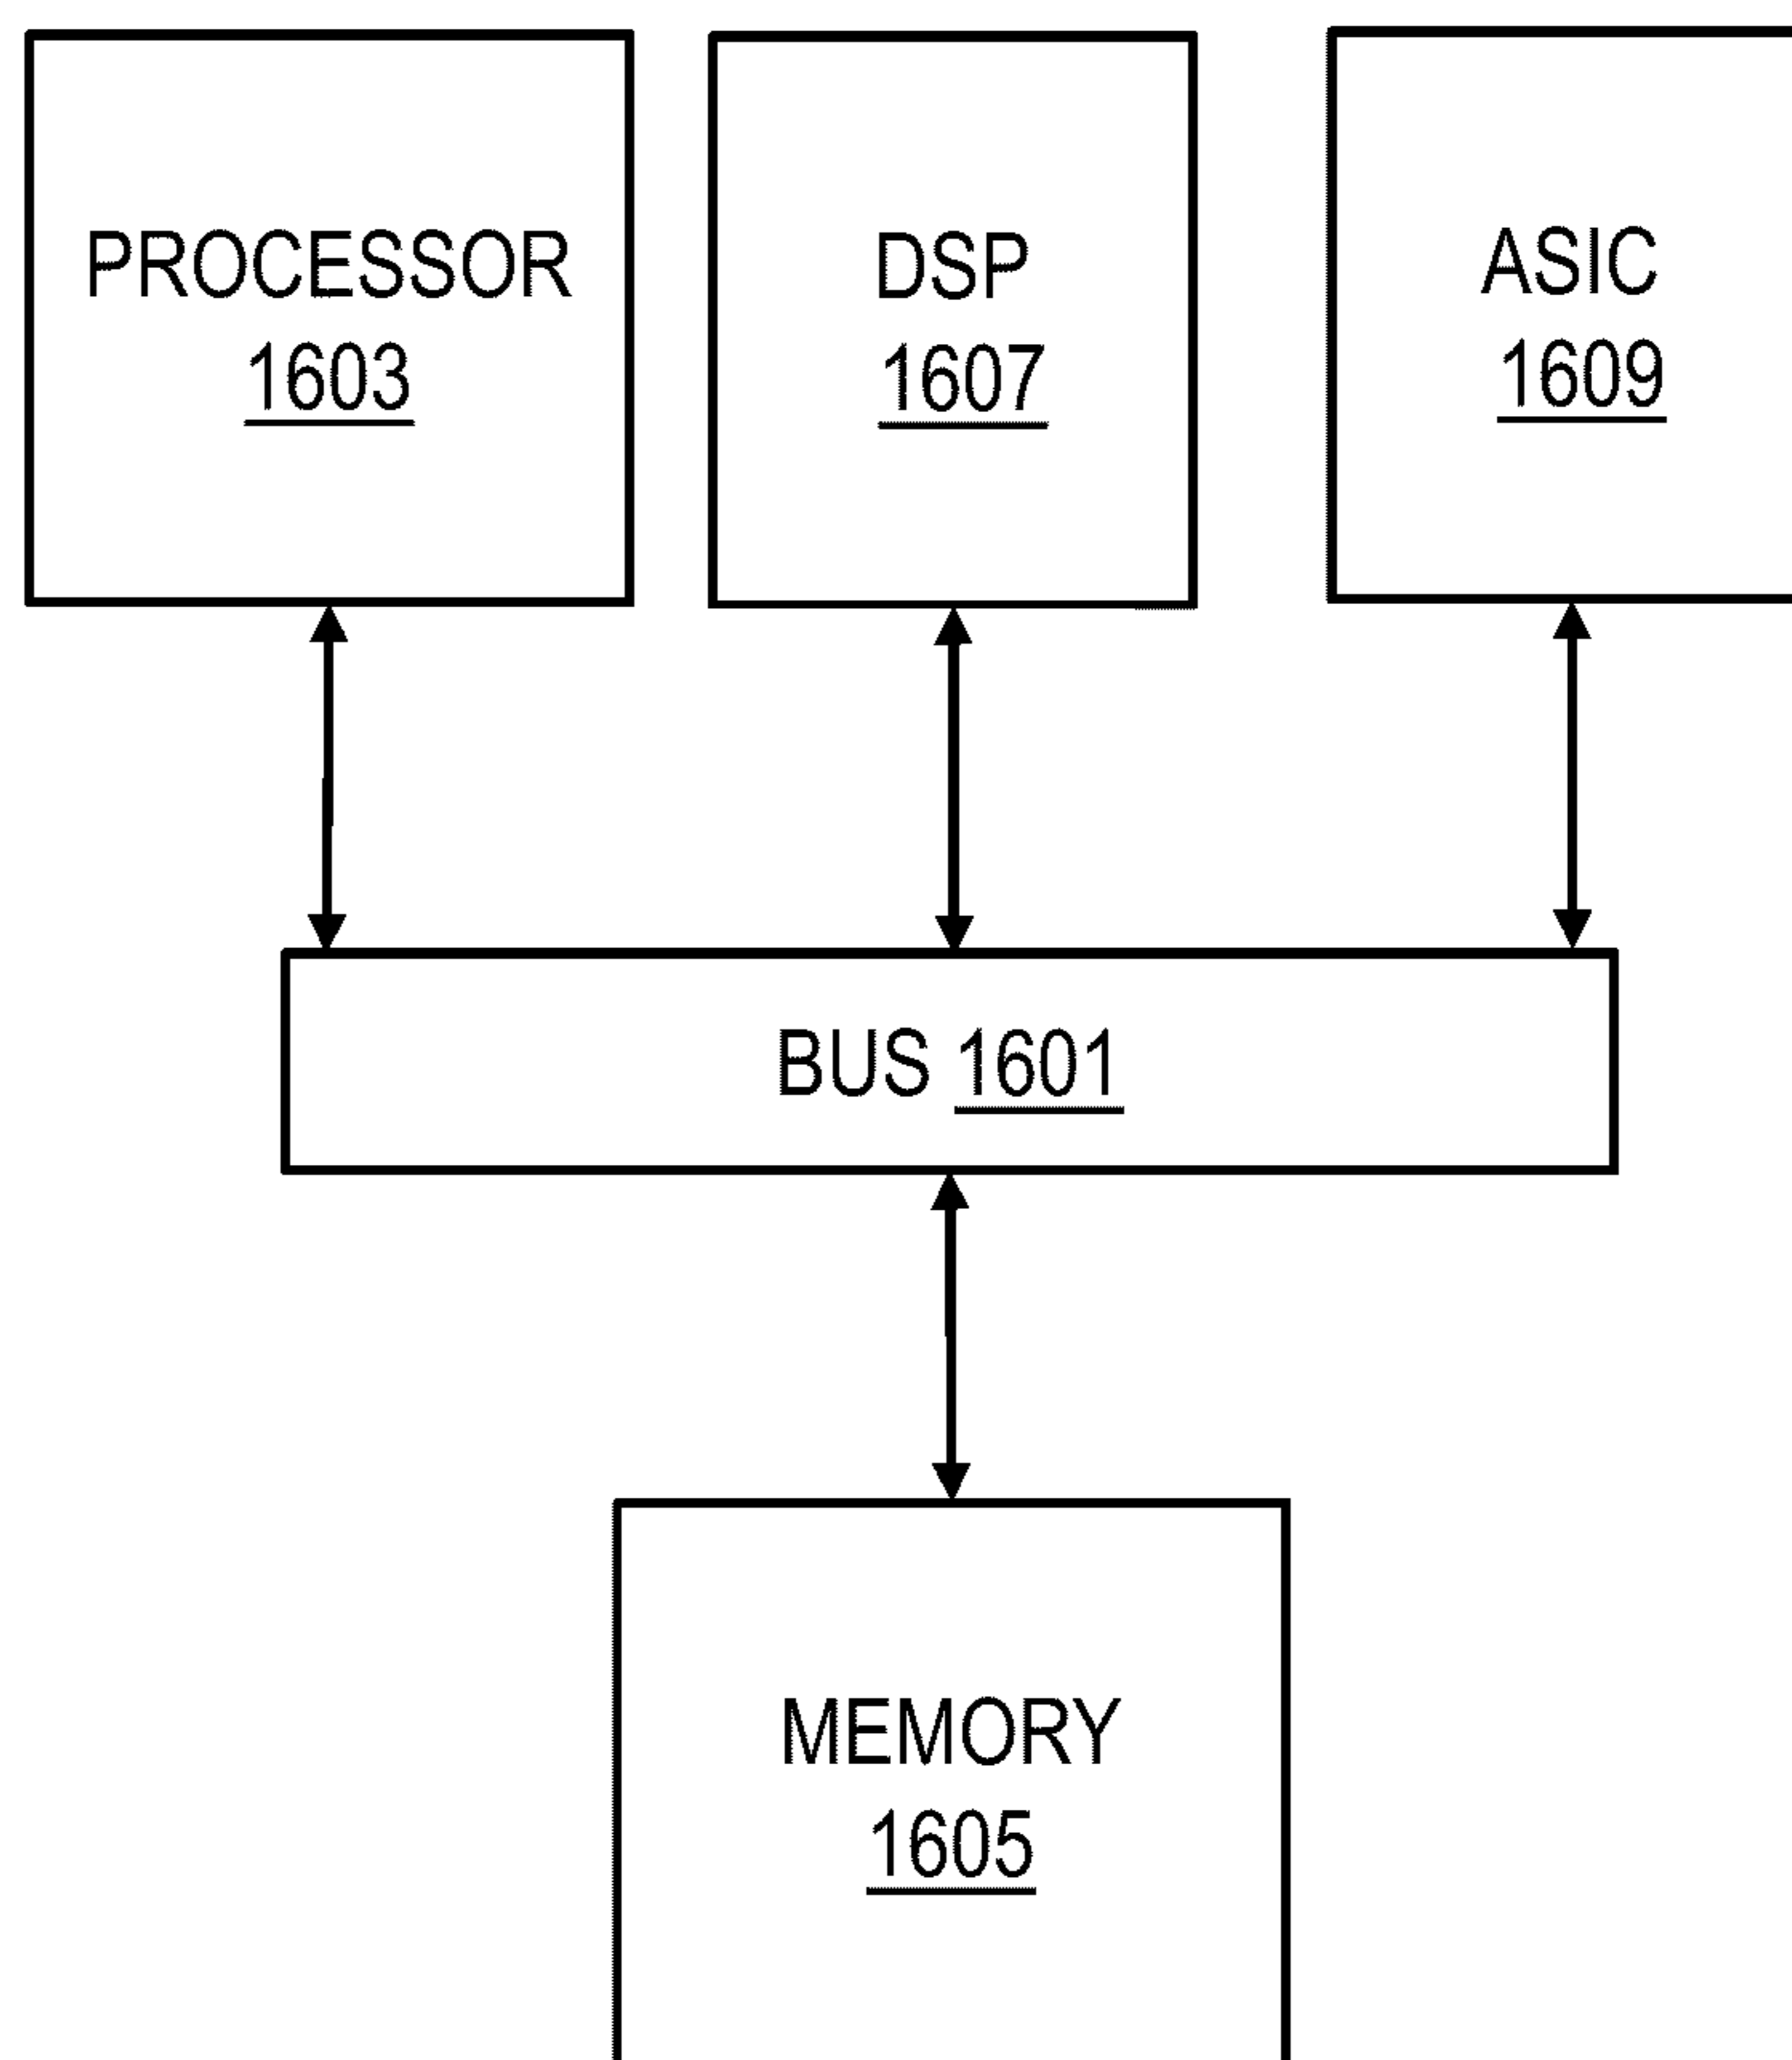 PROCESSOR
1603
DSP
1607
ASIC
1609
BUS 1601
MEMORY
1605